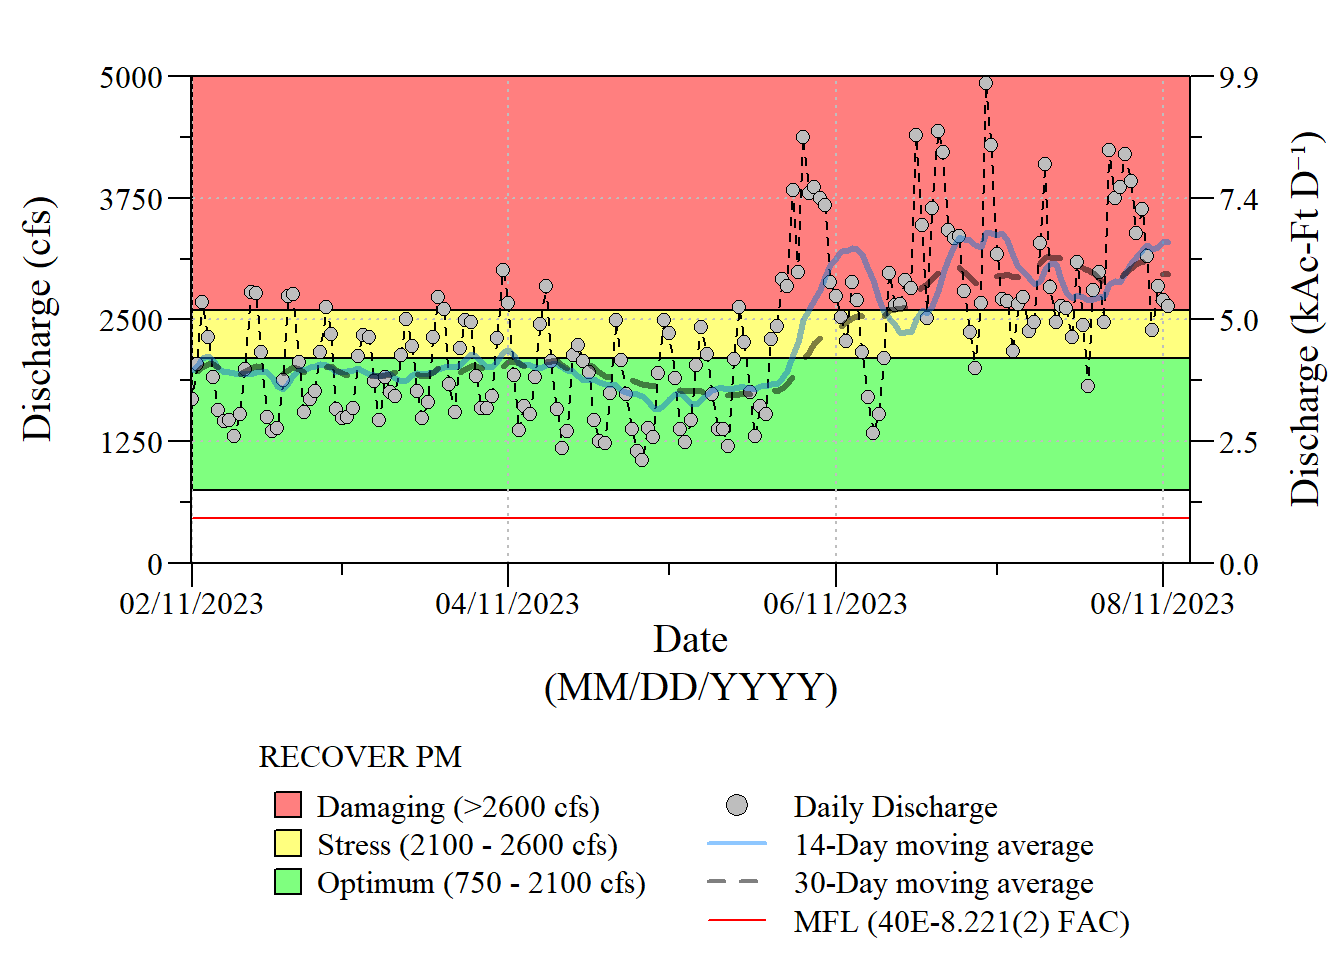 5000
3750
2500
1250
0
Discharge (cfs)
9.9
7.4
5.0
2.5
0.0
Discharge (kAc-Ft D⁻¹)
02/11/2023 04/11/2023 06/11/2023 08/11/2023
Date
(MM/DD/YYYY)
RECOVER PM
Damaging (>2600 cfs)
Stress (2100 - 2600 cfs)
Optimum (750 - 2100 cfs)
Daily Discharge
14-Day moving average
30-Day moving average
MFL (40E-8.221(2) FAC)